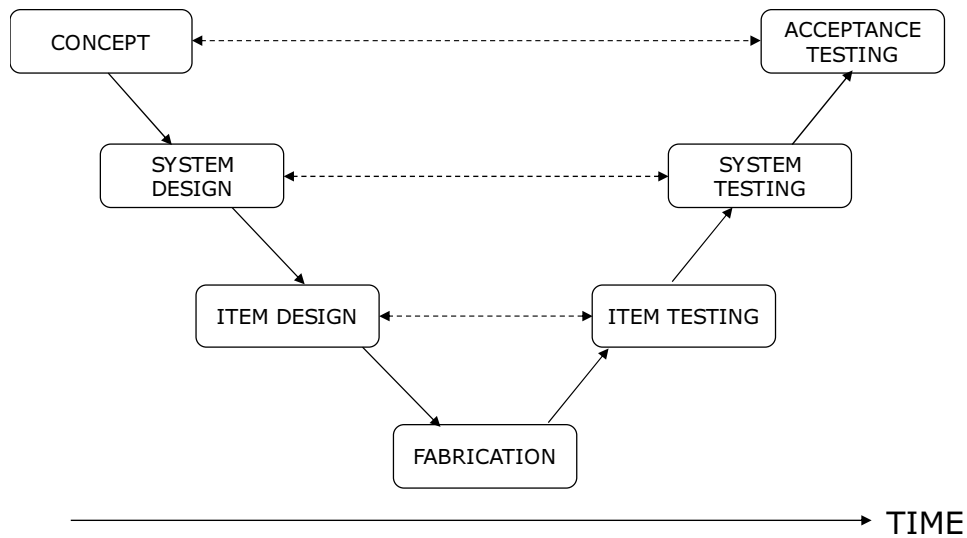 CONCEPT
ACCEPTANCE
TESTING
SYSTEM
DESIGN
SYSTEM
TESTING
ITEM DESIGN
ITEM TESTING
FABRICATION
TIME